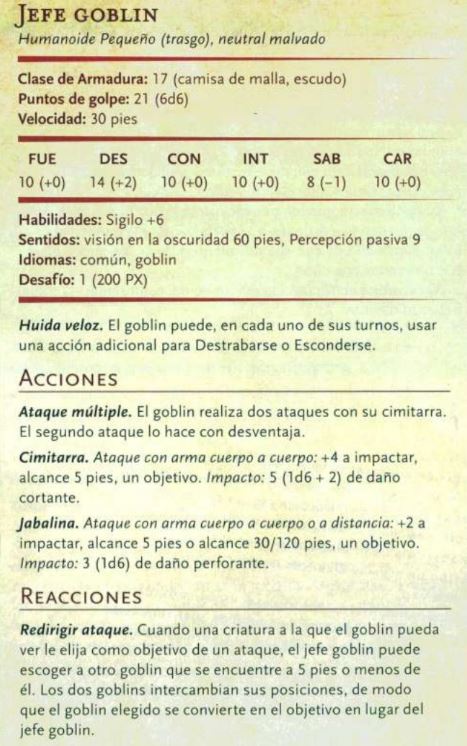 JEFE GOBLIN
Humanoide Pequeño (trasgo), neutral malvado
Clase de Armadura: 17 (camisa de malla, escudo)
Puntos de golpe: 21 (6d6)
Velocidad: 30 pies
FUE DES CON INT SAB CAR
10 (+0) 14 (+2) 10 (+0) 10 (+0) 8 (−1) 10 (+0)
Habilidades: Sigilo +6
Sentidos: visión en la oscuridad 60 pies, Percepción pasiva 9
Idiomas: común, goblin
Desafío: 1 (200 PX)
Huida veloz. El goblin puede, en cada uno de sus turnos, usar
una acción adicional para Destrabarse o Esconderse.
ACCIONES
Ataque múltiple. El goblin realiza dos ataques con su cimitarra.
El segundo ataque lo hace con desventaja.
Cimitarra. Ataque con arma cuerpo a cuerpo: +4 a impactar,
alcance 5 pies, un objetivo. Impacto: 5 (1d6 + 2) de daño
cortante.
Jabalina. Ataque con arma cuerpo a cuerpo o a distancia: +2 a
impactar, alcance 5 pies o alcance 30/120 pies, un objetivo.
Impacto: 3 (1d6) de daño perforante.
REACCIONES
Redirigir ataque. Cuando una criatura a la que el goblin pueda
ver le elija como objetivo de un ataque, el jefe goblin puede
escoger a otro goblin que se encuentre a 5 pies o menos de
él. Los dos goblins intercambian sus posiciones, de modo
que el goblin elegido se convierte en el objetivo en lugar del
jefe goblin.